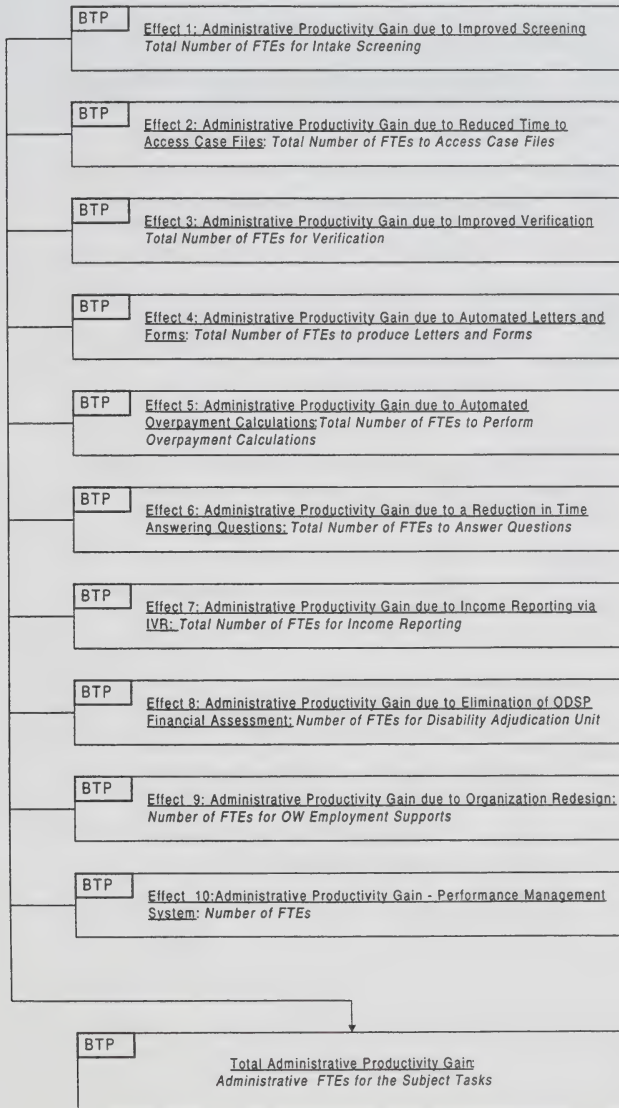 BTP
Effect 1: Administrative Productivity Gain due to Improved Screening
Total Number of FTEs for Intake Screening
BTP
Effect 2: Administrative Productivity Gain due to Reduced Time to
Access Case Files: Total Number of FTEs to Access Case Files
BTP
Effect 3: Administrative Productivity Gain due to Improved Verification
Total Number of FTEs for Verification
BTP
Effect 4: Administrative Productivity Gain due to Automated Letters and
Forms: Total Number of FTEs to produce Letters and Forms
BTP
Effect 5: Administrative Productivity Gain due to Automated
Overpayment Calculations: Total Number of FTEs to Perform
Overpayment Calculations
BTP
Effect 6: Administrative Productivity Gain due to a Reduction in Time
Answering Questions: Total Number of FTEs to Answer Questions
BTP
Effect 7: Administrative Productivity Gain due to Income Reporting via
IVR: Total Number of FTEs for Income Reporting
BTP
Effect 8: Administrative Productivity Gain due to Elimination of ODSP
Financial Assessment: Number of FTEs for Disability Adjudication Unit
BTP
Effect 9: Administrative Productivity Gain due to Organization Redesign:
Number of FTEs for OW Employment Supports
BTP
Effect 10:Administrative Productivity Gain - Performance Management
System: Number of FTEs
BTP
Total Administrative Productivity Gain:
Administrative FTEs for the Subject Tasks